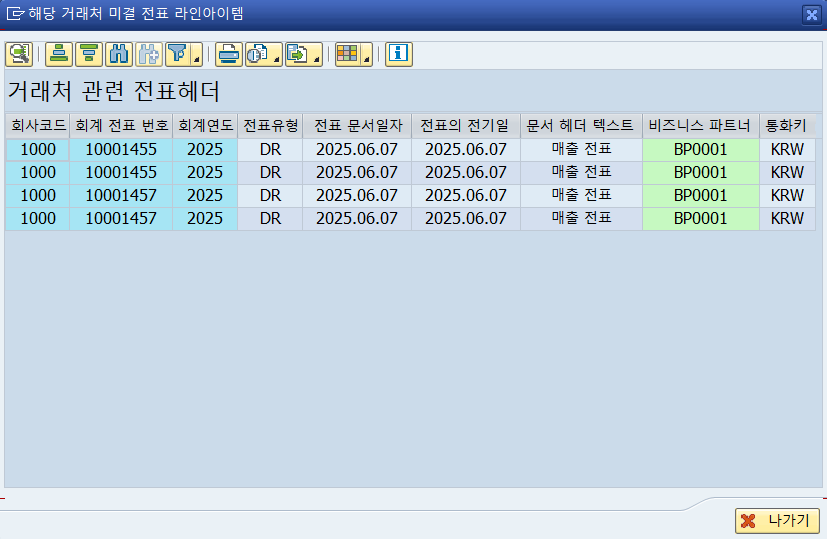 해당 거래처 미결 전표 라인아이템
거래처 관련 전표헤더
회사코드 회계 전표 번호 회계연도 전표유형 전표 문서일자 전표의 전기일 문서 헤더 텍스트 비즈니스 파트너 통화키
1000 10001455 2025 DR 2025.06.07 2025.06.07 매출 전표 BP0001 KRW
1000 10001455 2025 DR 2025.06.07 2025.06.07 매출 전표 BP0001 KRW
1000 10001457 2025 DR 2025.06.07 2025.06.07 매출 전표 BP0001 KRW
1000 10001457 2025 DR 2025.06.07 2025.06.07 매출 전표 BP0001 KRW
나가기